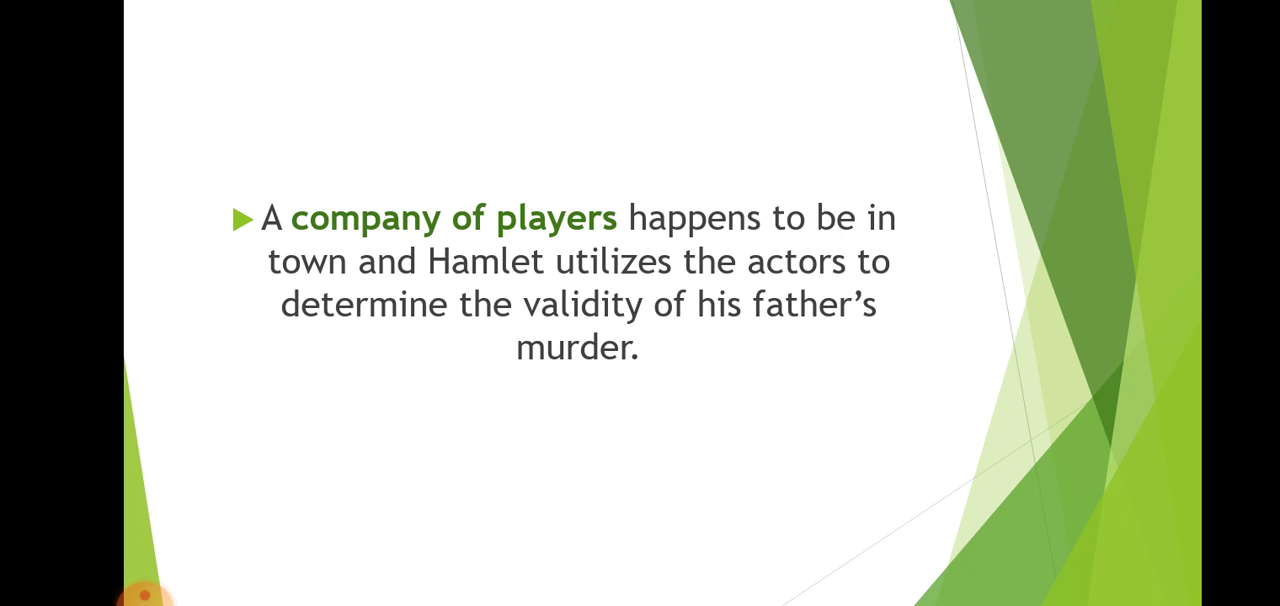 A company of players happens to be in
town and Hamlet utilizes the actors to
determine the validity of his father’s
murder.